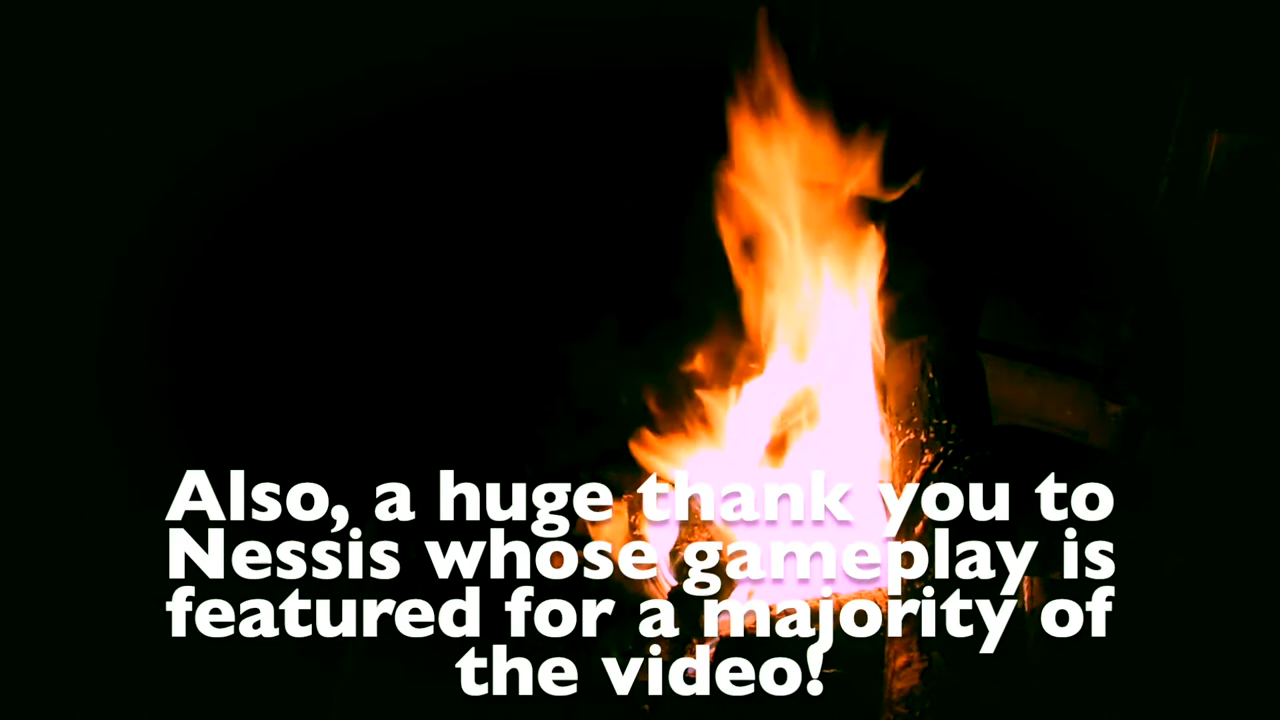 Also, a huge thank you to
Nessis whose gameplay is
featured for a majority of
the video!